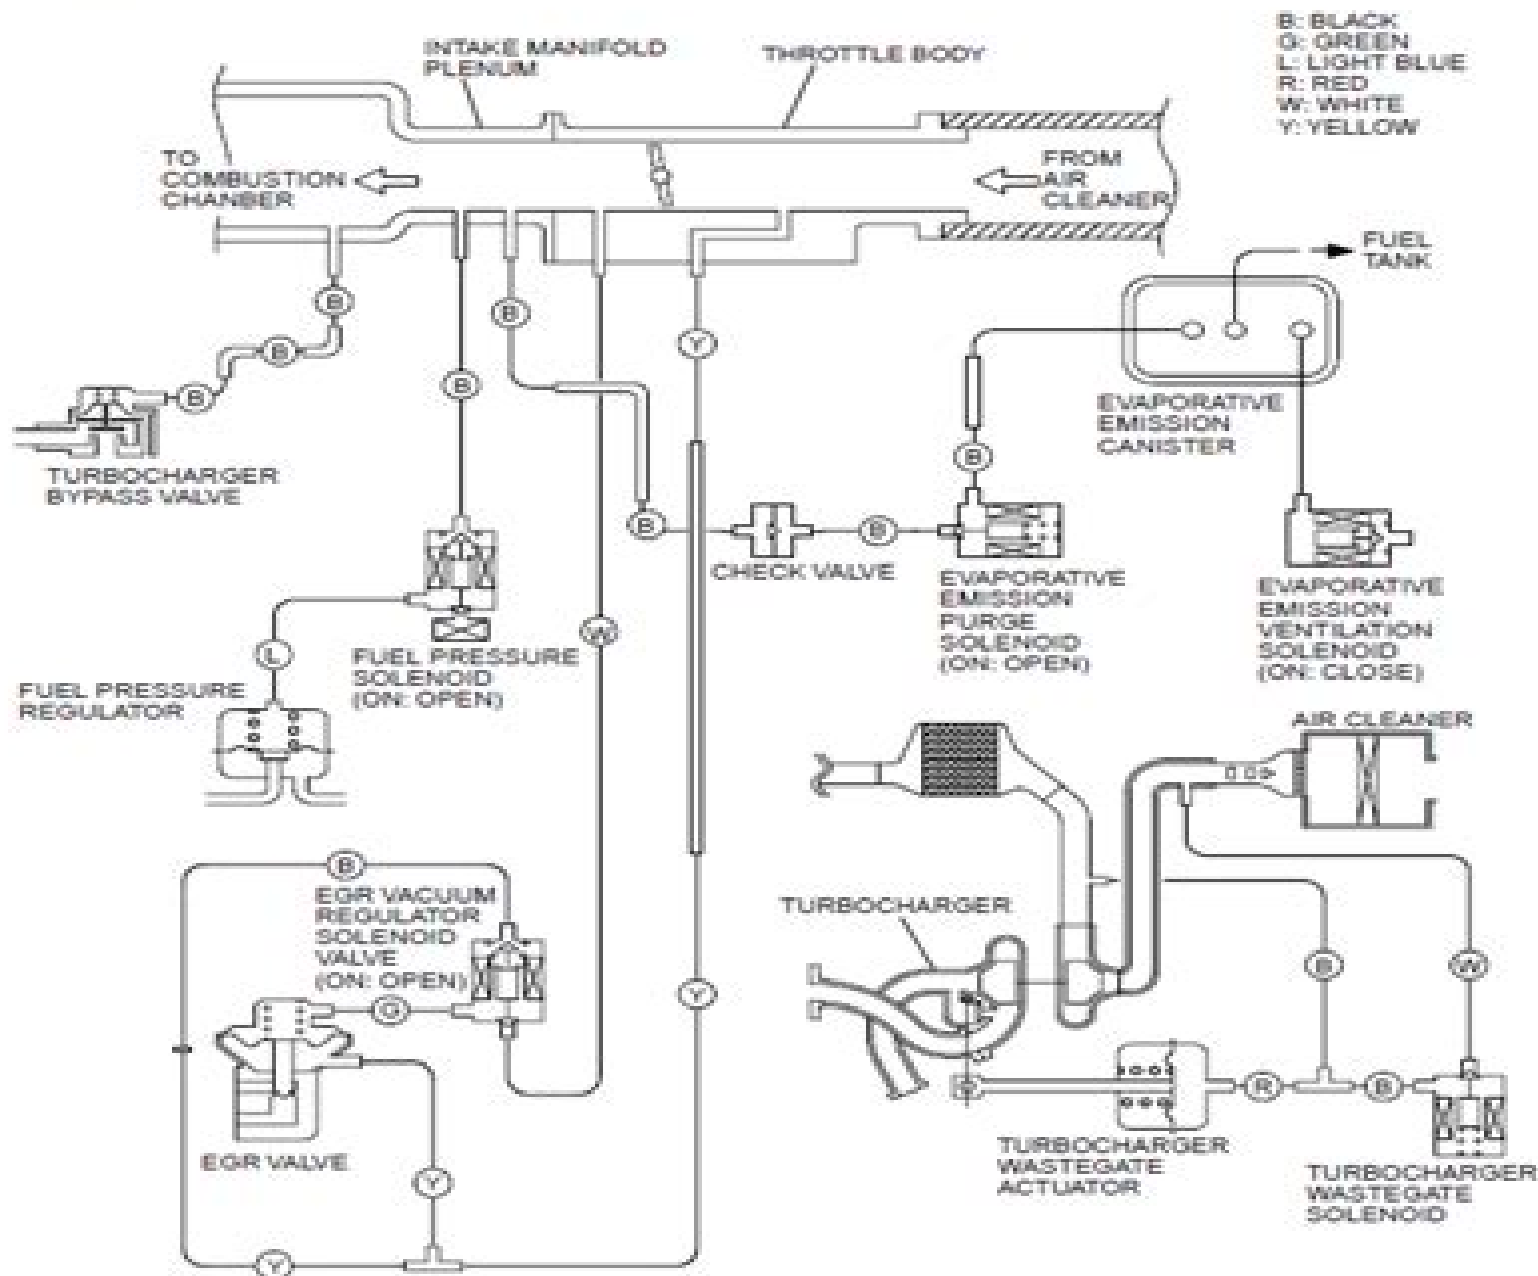 B: BLACK
G: GREEN
L: LIGHT BLUE
R: RED
W: WHITE
Y: YELLOW
INTAKE MANIFOLD
PLENUM
THROTTLE BODY
TO
COMBUSTION
CHANBER
FROM
AIR
CLEANER
FUEL
TANK
B
B
B
B
B
Y
TURBOCHARGER
BYPASS VALVE
EVAPORATIVE
EMISSION
CANISTER
B
B
B
CHECK VALVE
EVAPORATIVE
EMISSION
PURGE
SOLENOID
(ON: OPEN)
EVAPORATIVE
EMISSION
VENTILATION
SOLENOID
(ON: CLOSE)
W
L
FUEL PRESSURE
SOLENOID
(ON: OPEN)
FUEL PRESSURE
REGULATOR
AIR CLEANER
B
EGR VACUUM
REGULATOR
SOLENOID
VALVE
(ON: OPEN)
G
Y
TURBOCHARGER
B
W
EGR VALVE
Y
Y
R
B
TURBOCHARGER
WASTEGATE
ACTUATOR
TURBOCHARGER
WASTEGATE
SOLENOID